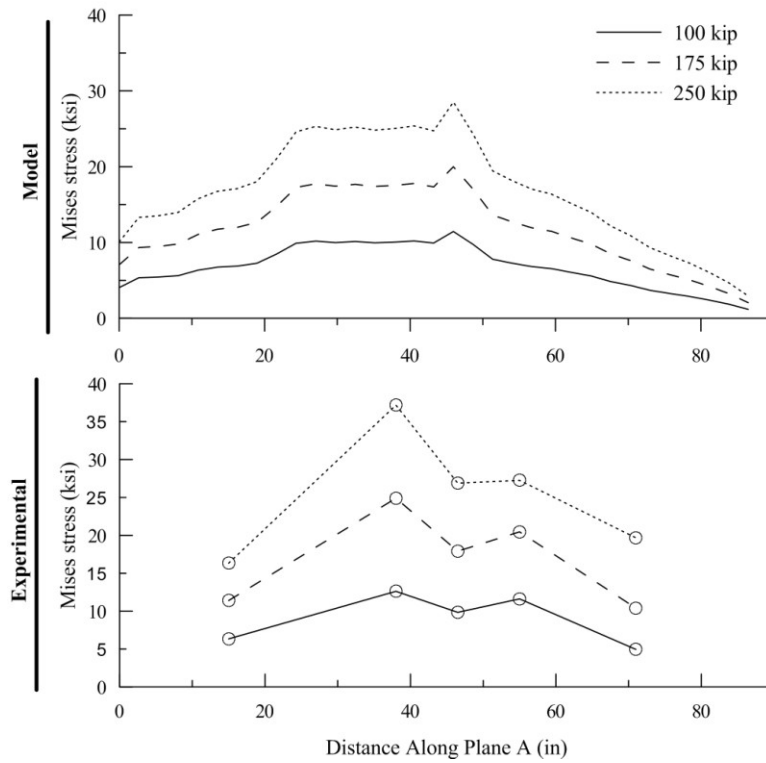 Model
Mises stress (ksi)
40
30
20
10
0
0 20 40 60 80
100 kip
175 kip
250 kip
Experimental
Mises stress (ksi)
40
35
30
25
20
15
10
5
0
0 20 40 60 80
Distance Along Plane A (in)